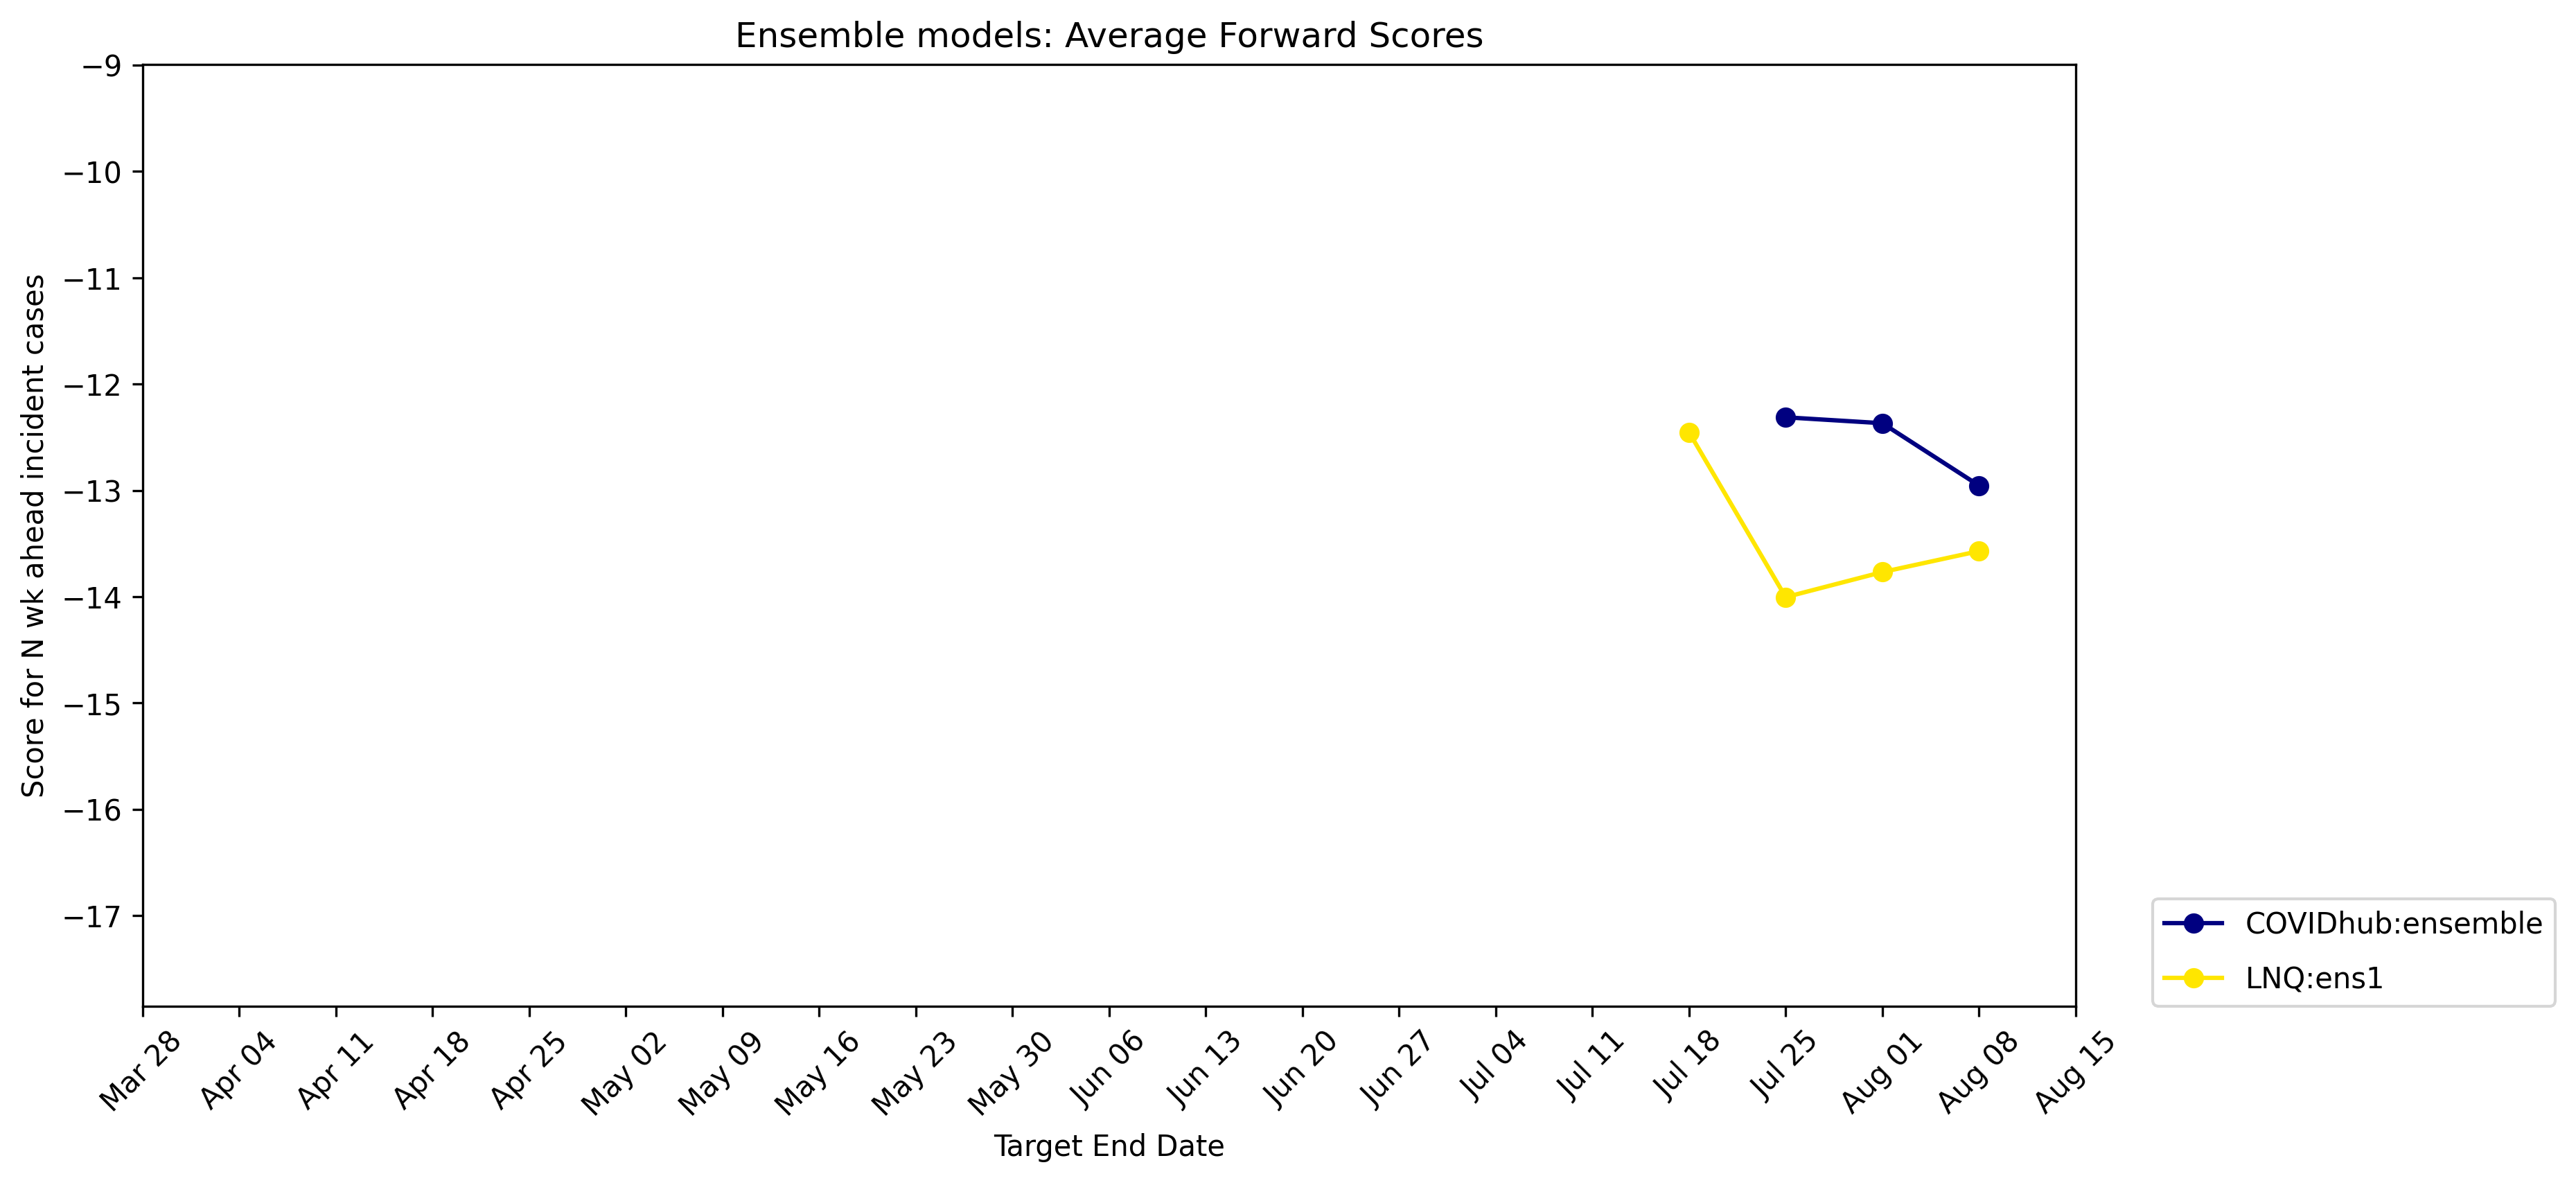 Ensemble models: Average Forward Scores
Score for N wk ahead incident cases
−9
−10
−11
−12
−13
−14
−15
−16
−17
Mar 28
Apr 04
Apr 11
Apr 18
Apr 25
May 02
May 09
May 16
May 23
May 30
Jun 06
Jun 13
Jun 20
Jun 27
Jul 04
Jul 11
Jul 18
Jul 25
Aug 01
Aug 08
Aug 15
Target End Date
COVIDhub:ensemble
LNQ:ens1